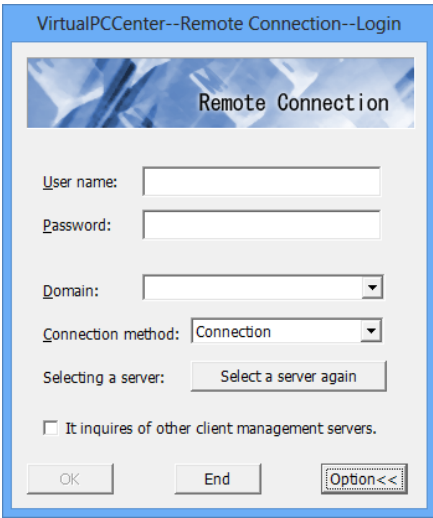 VirtualPCCenter--Remote Connection--Login
Remote Connection
User name:
Password:
Domain:
Connection method: Connection
Selecting a server: Select a server again
It inquires of other client management servers.
OK End Option<<